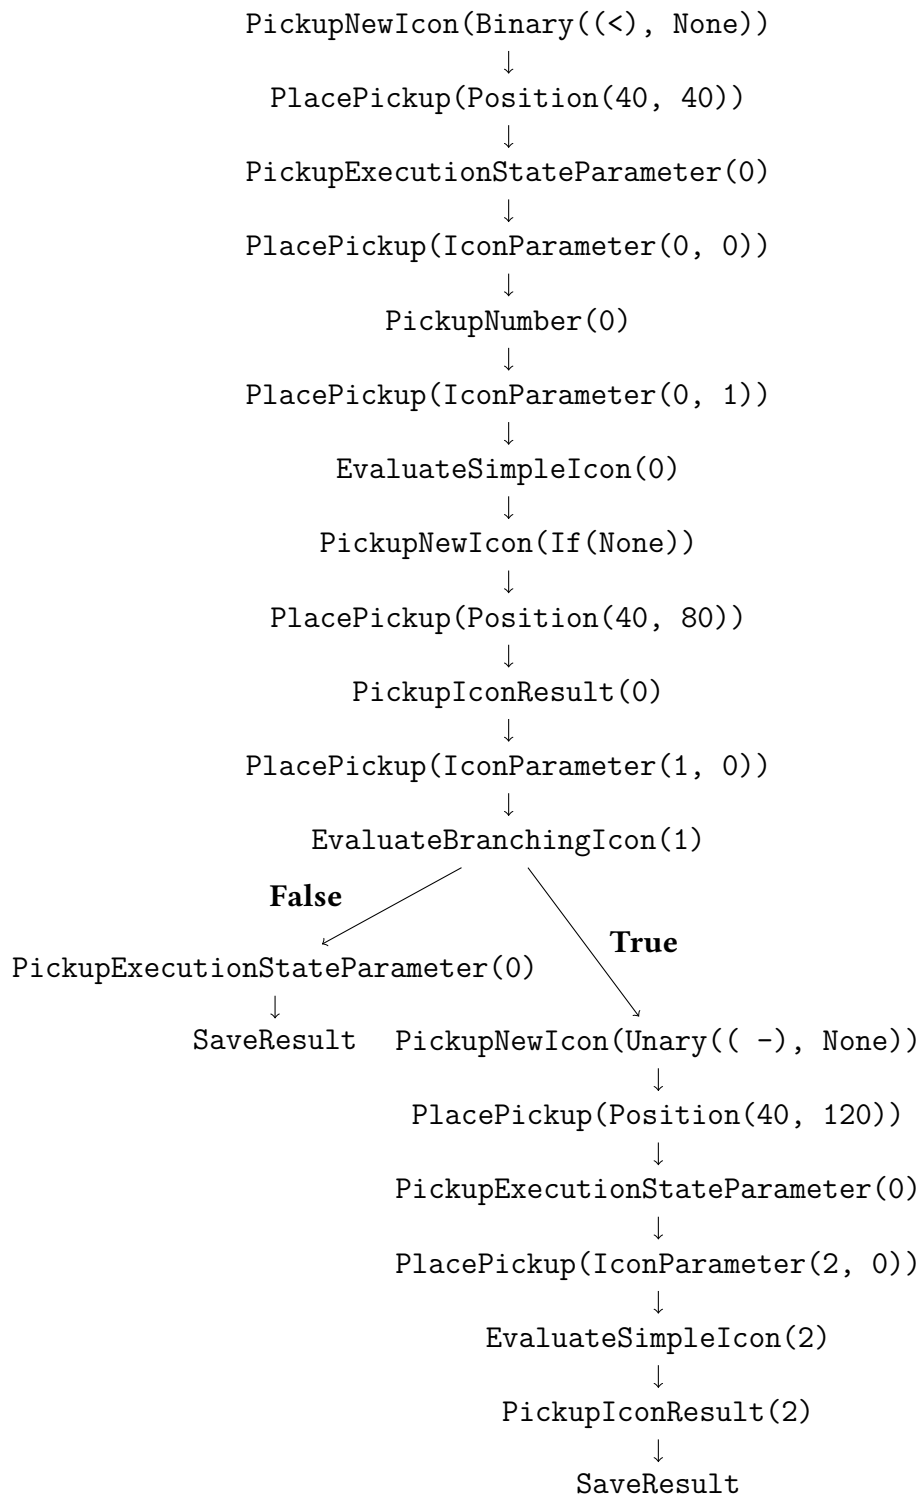 PickupNewIcon(Binary((<), None))
↓
PlacePickup(Position(40, 40))
↓
PickupExecutionStateParameter(0)
↓
PlacePickup(IconParameter(0, 0))
↓
PickupNumber(0)
↓
PlacePickup(IconParameter(0, 1))
↓
EvaluateSimpleIcon(0)
↓
PickupNewIcon(If(None))
↓
PlacePickup(Position(40, 80))
↓
PickupIconResult(0)
↓
PlacePickup(IconParameter(1, 0))
↓
EvaluateBranchingIcon(1)
False
PickupExecutionStateParameter(0)
↓
SaveResult
True
PickupNewIcon(Unary(( -), None))
↓
PlacePickup(Position(40, 120))
↓
PickupExecutionStateParameter(0)
↓
PlacePickup(IconParameter(2, 0))
↓
EvaluateSimpleIcon(2)
↓
PickupIconResult(2)
↓
SaveResult